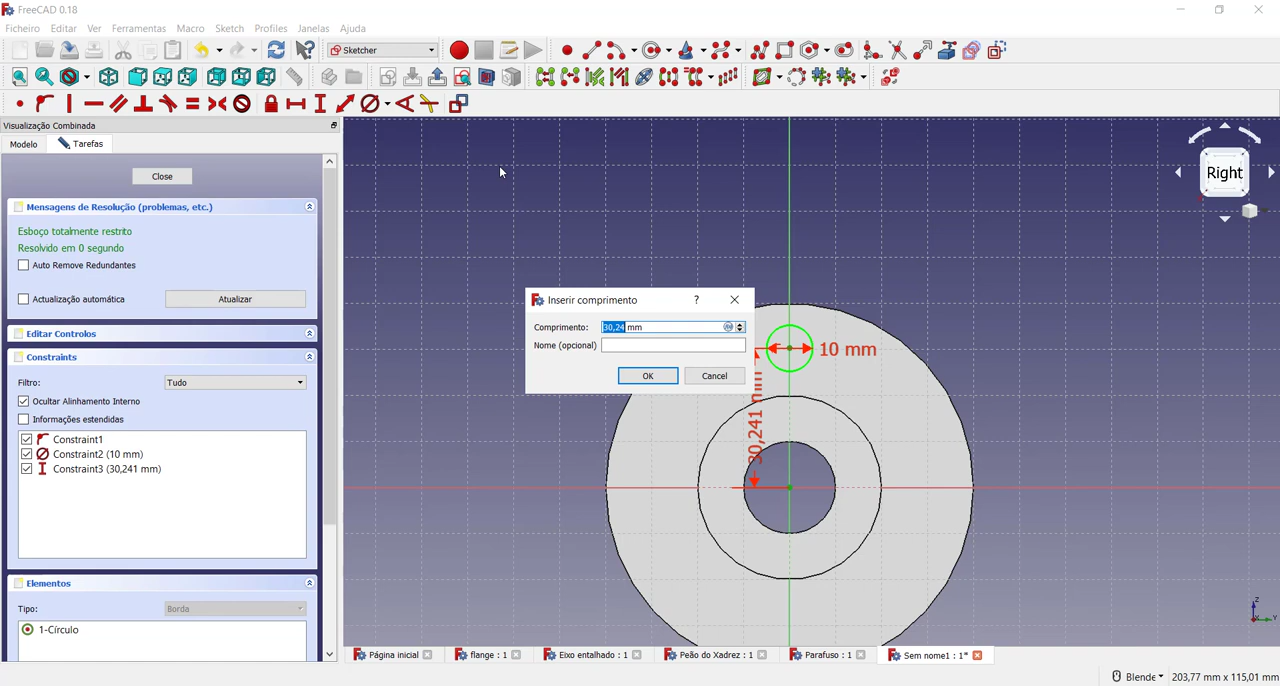 FreeCAD 0.18
Ficheiro Editar Ver Ferramentas Macro Sketch Profiles Janelas Ajuda
Sketcher
Visualização Combinada
Modelo Tarefas
Close
Mensagens de Resolução (problemas, etc.)
Esboço totalmente restrito
Resolvido em 0 segundo
Auto Remove Redundantes
Actualização automática Atualizar
Editar Controlos
Constraints
Filtro: Tudo
Ocultar Alinhamento Interno
Informações estendidas
Constraint1
Constraint2 (10 mm)
Constraint3 (30,241 mm)
Elementos
Tipo: Borda
1-Círculo
Right
Inserir comprimento ?
Comprimento: 30,24 mm
Nome (opcional)
OK Cancel
10 mm
30,241 mm
Z
Y
Página inicial flange : 1 Eixo entalhado : 1 Peão do Xadrez : 1 Parafuso : 1 Sem nome1 : 1*
Blende 203,77 mm x 115,01 mm